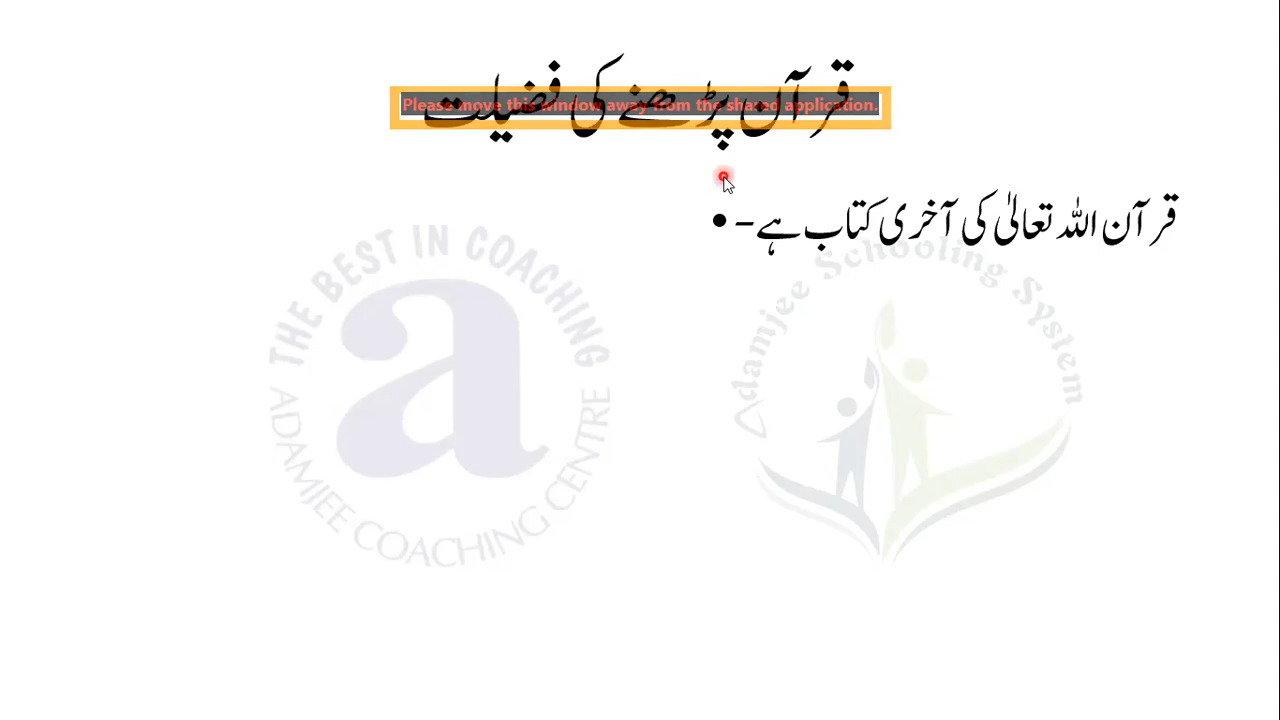 قرآن پڑھنے کی فضیلت
Please move this window away from the shared application.
قرآن اللہ تعالیٰ کی آخری کتاب ہے-
THE BEST IN COACHING
ADAMJEE COACHING CENTRE
Adamjee Schooling System